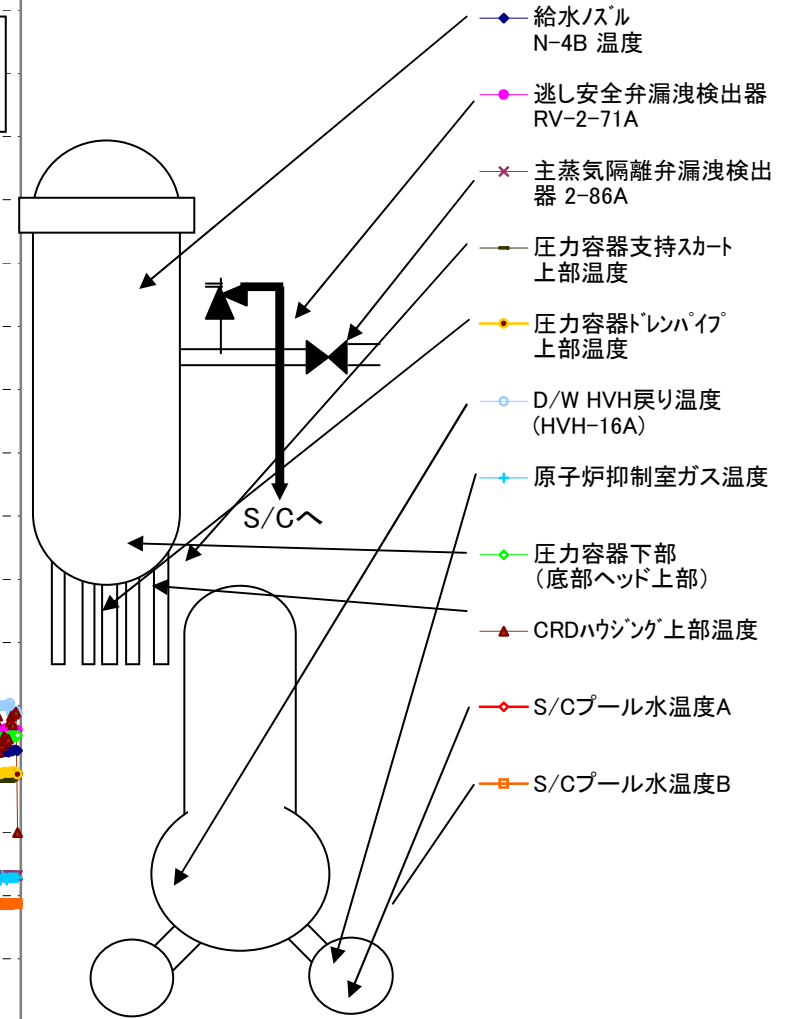 給水ノズル
N-4B 温度
逃し安全弁漏洩検出器
RV-2-71A
主蒸気隔離弁漏洩検出
器 2-86A
圧力容器支持スカート
上部温度
圧力容器ドレンパイプ
上部温度
D/W HVH戻り温度
(HVH-16A)
原子炉抑制室ガス温度
S/Cへ
圧力容器下部
（底部ヘッド上部）
CRDハウジング上部温度
S/Cプール水温度A
S/Cプール水温度B